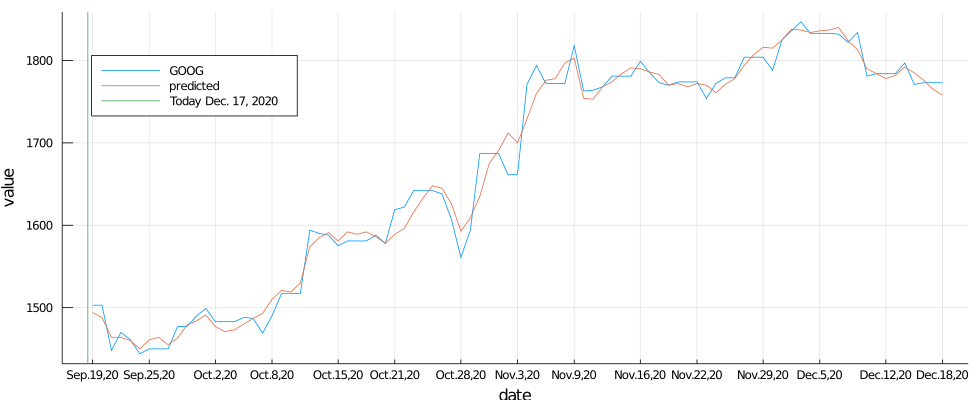 1800
1700
1600
1500
value
GOOG
predicted
Today Dec. 17, 2020
Sep.19,20 Sep.25,20 Oct.2,20 Oct.8,20 Oct.15,20 Oct.21,20 Oct.28,20 Nov.3,20 Nov.9,20 Nov.16,20 Nov.22,20 Nov.29,20 Dec.5,20 Dec.12,20 Dec.18,20
date